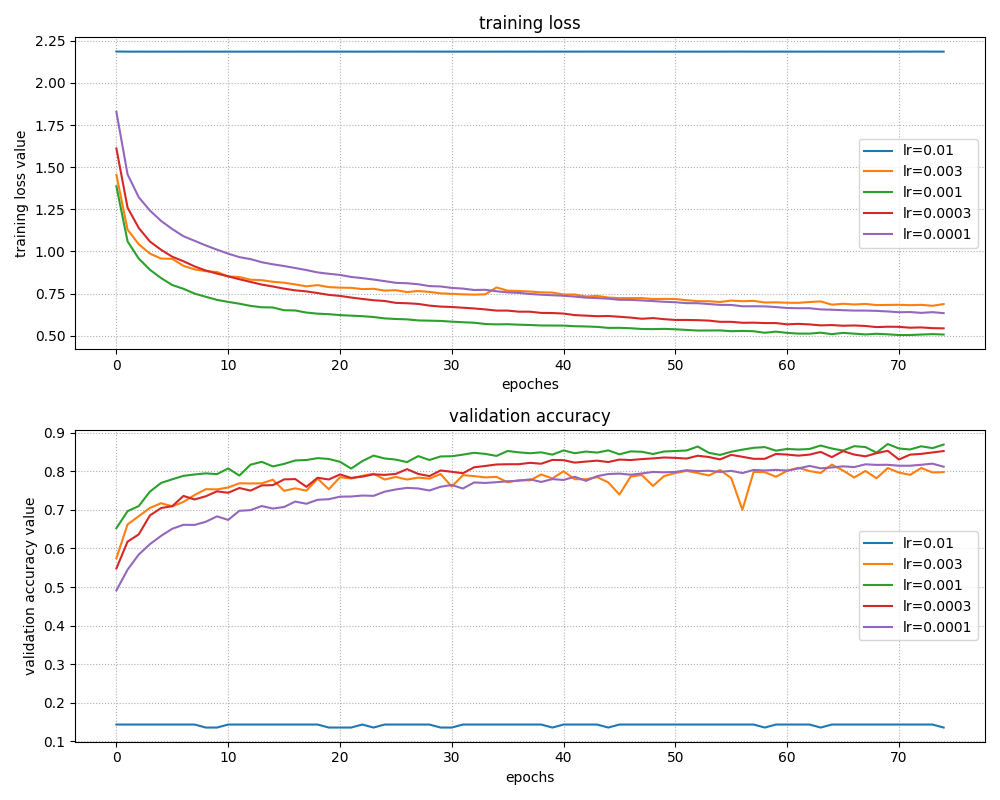 training loss
training loss value
2.25
2.00
1.75
1.50
1.25
1.00
0.75
0.50
lr=0.01
lr=0.003
lr=0.001
lr=0.0003
lr=0.0001
0 10 20 30 40 50 60 70
epoches
validation accuracy
validation accuracy value
0.9
0.8
0.7
0.6
0.5
0.4
0.3
0.2
0.1
lr=0.01
lr=0.003
lr=0.001
lr=0.0003
lr=0.0001
0 10 20 30 40 50 60 70
epochs